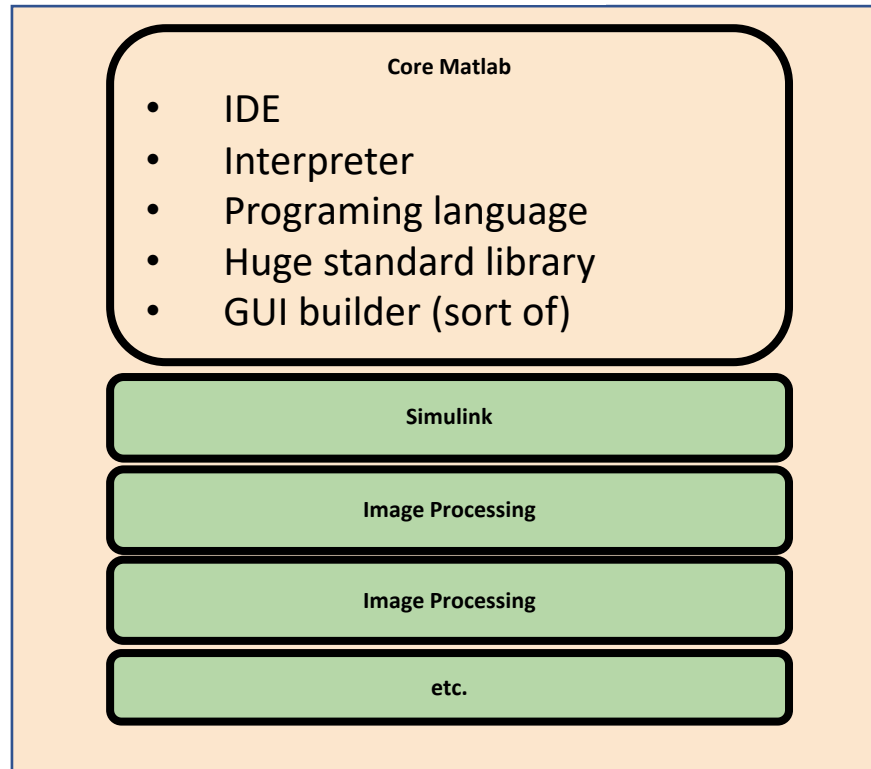 Core Matlab
• IDE
• Interpreter
• Programing language
• Huge standard library
• GUI builder (sort of)
Simulink
Image Processing
Image Processing
etc.